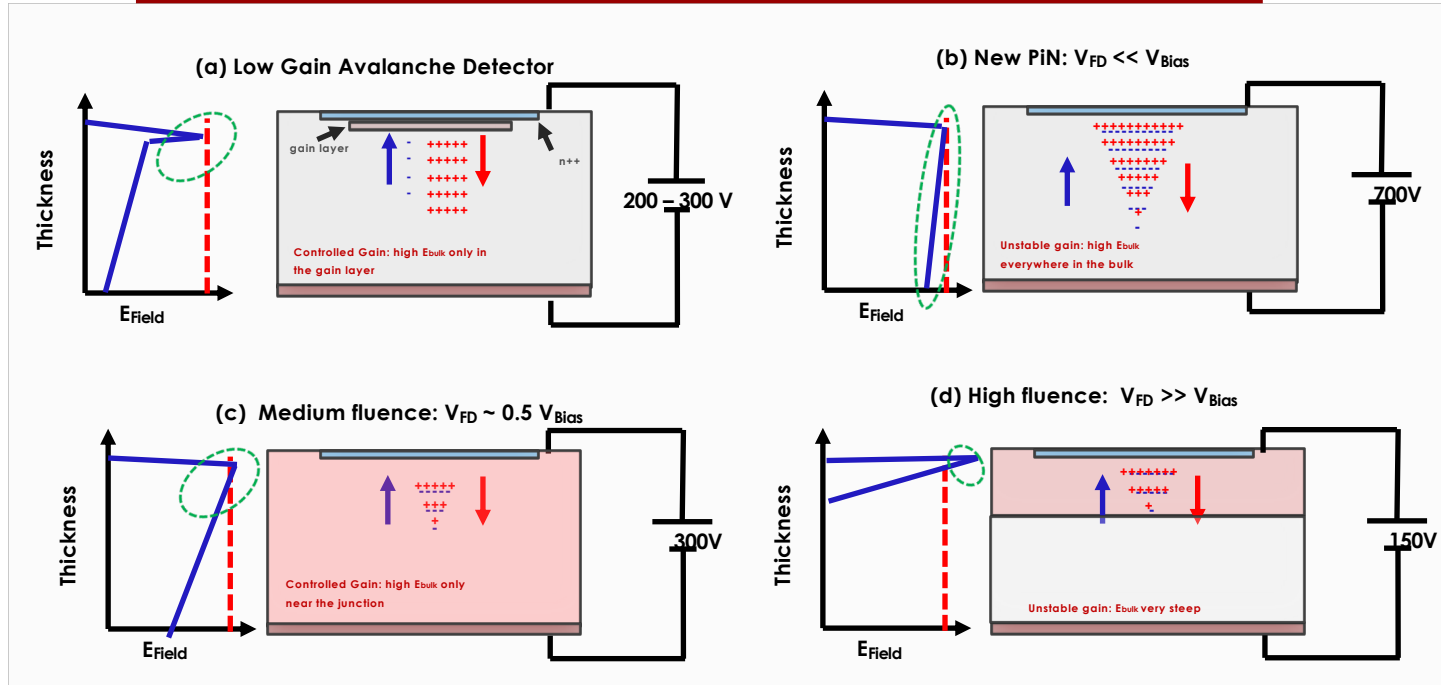 (a) Low Gain Avalanche Detector
Thickness
EField
gain layer
n++
-
+++++
-
+++++
-
+++++
-
+++++
+++++
Controlled Gain: high Ebulk only in
the gain layer
200 – 300 V
(b) New PiN: VFD << VBias
Thickness
EField
Unstable gain: high Ebulk
everywhere in the bulk
700V
(c) Medium fluence: VFD ~ 0.5 VBias
Thickness
EField
+++++
+++
+
-
Controlled Gain: high Ebulk only
near the junction
300V
(d) High fluence: VFD >> VBias
Thickness
Unstable gain: Ebulk very steep
150V